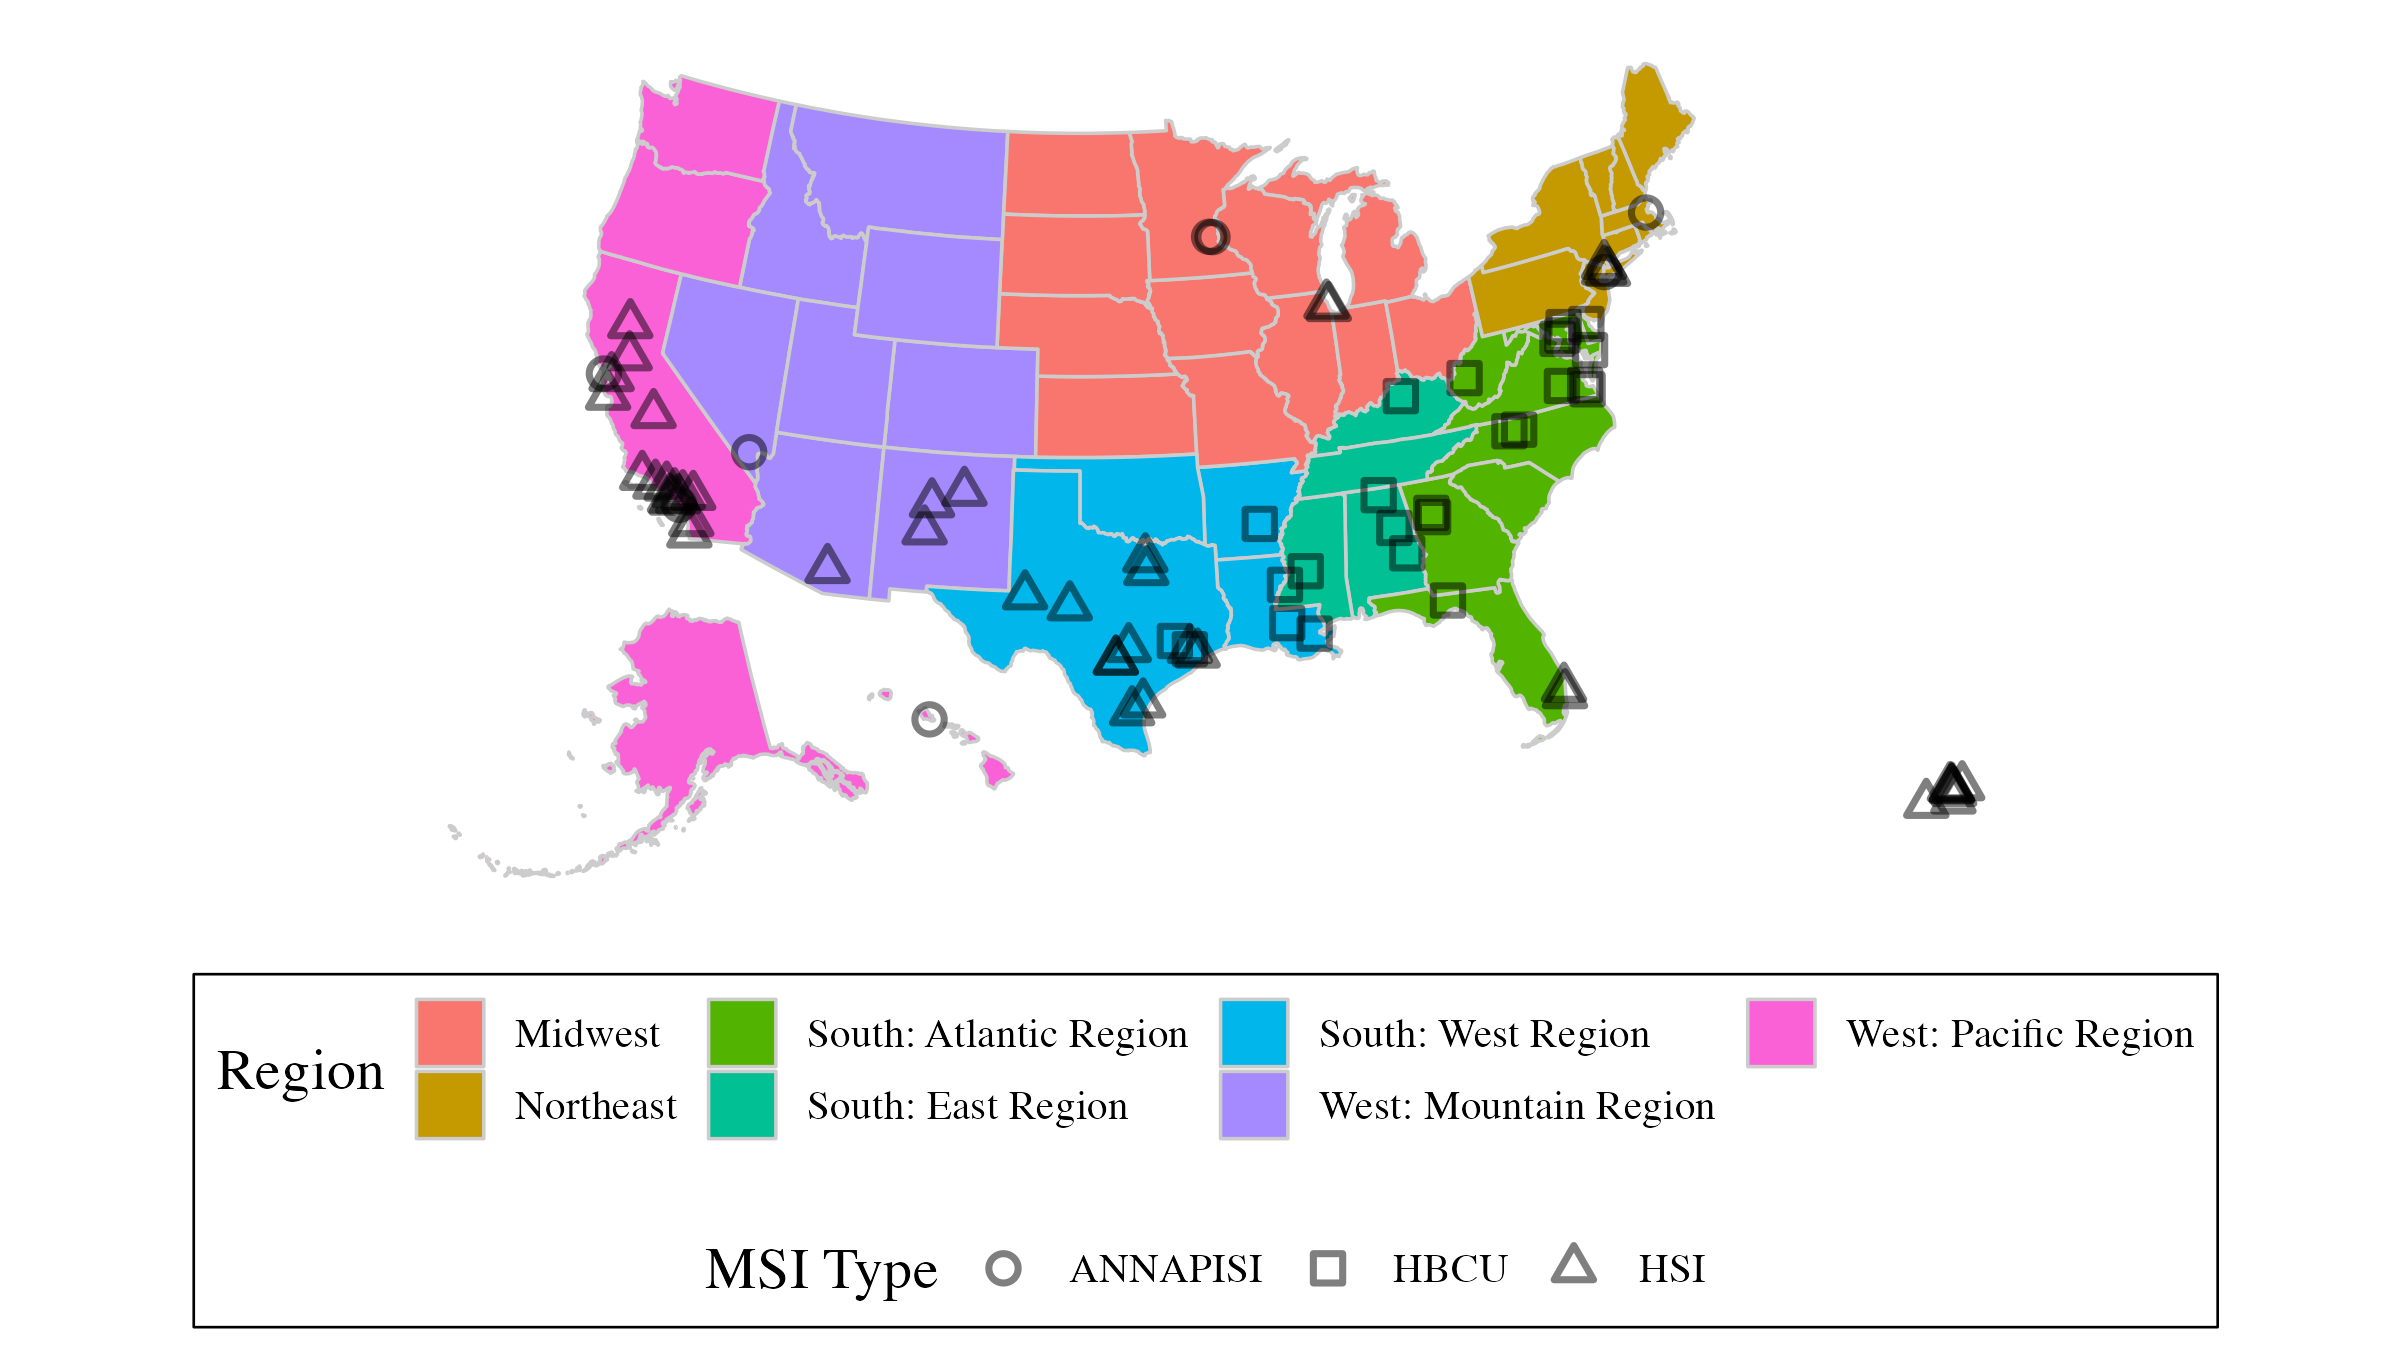 Region
Midwest
Northeast
South: Atlantic Region
South: East Region
South: West Region
West: Mountain Region
West: Pacific Region
MSI Type
ANNAPISI
HBCU
HSI